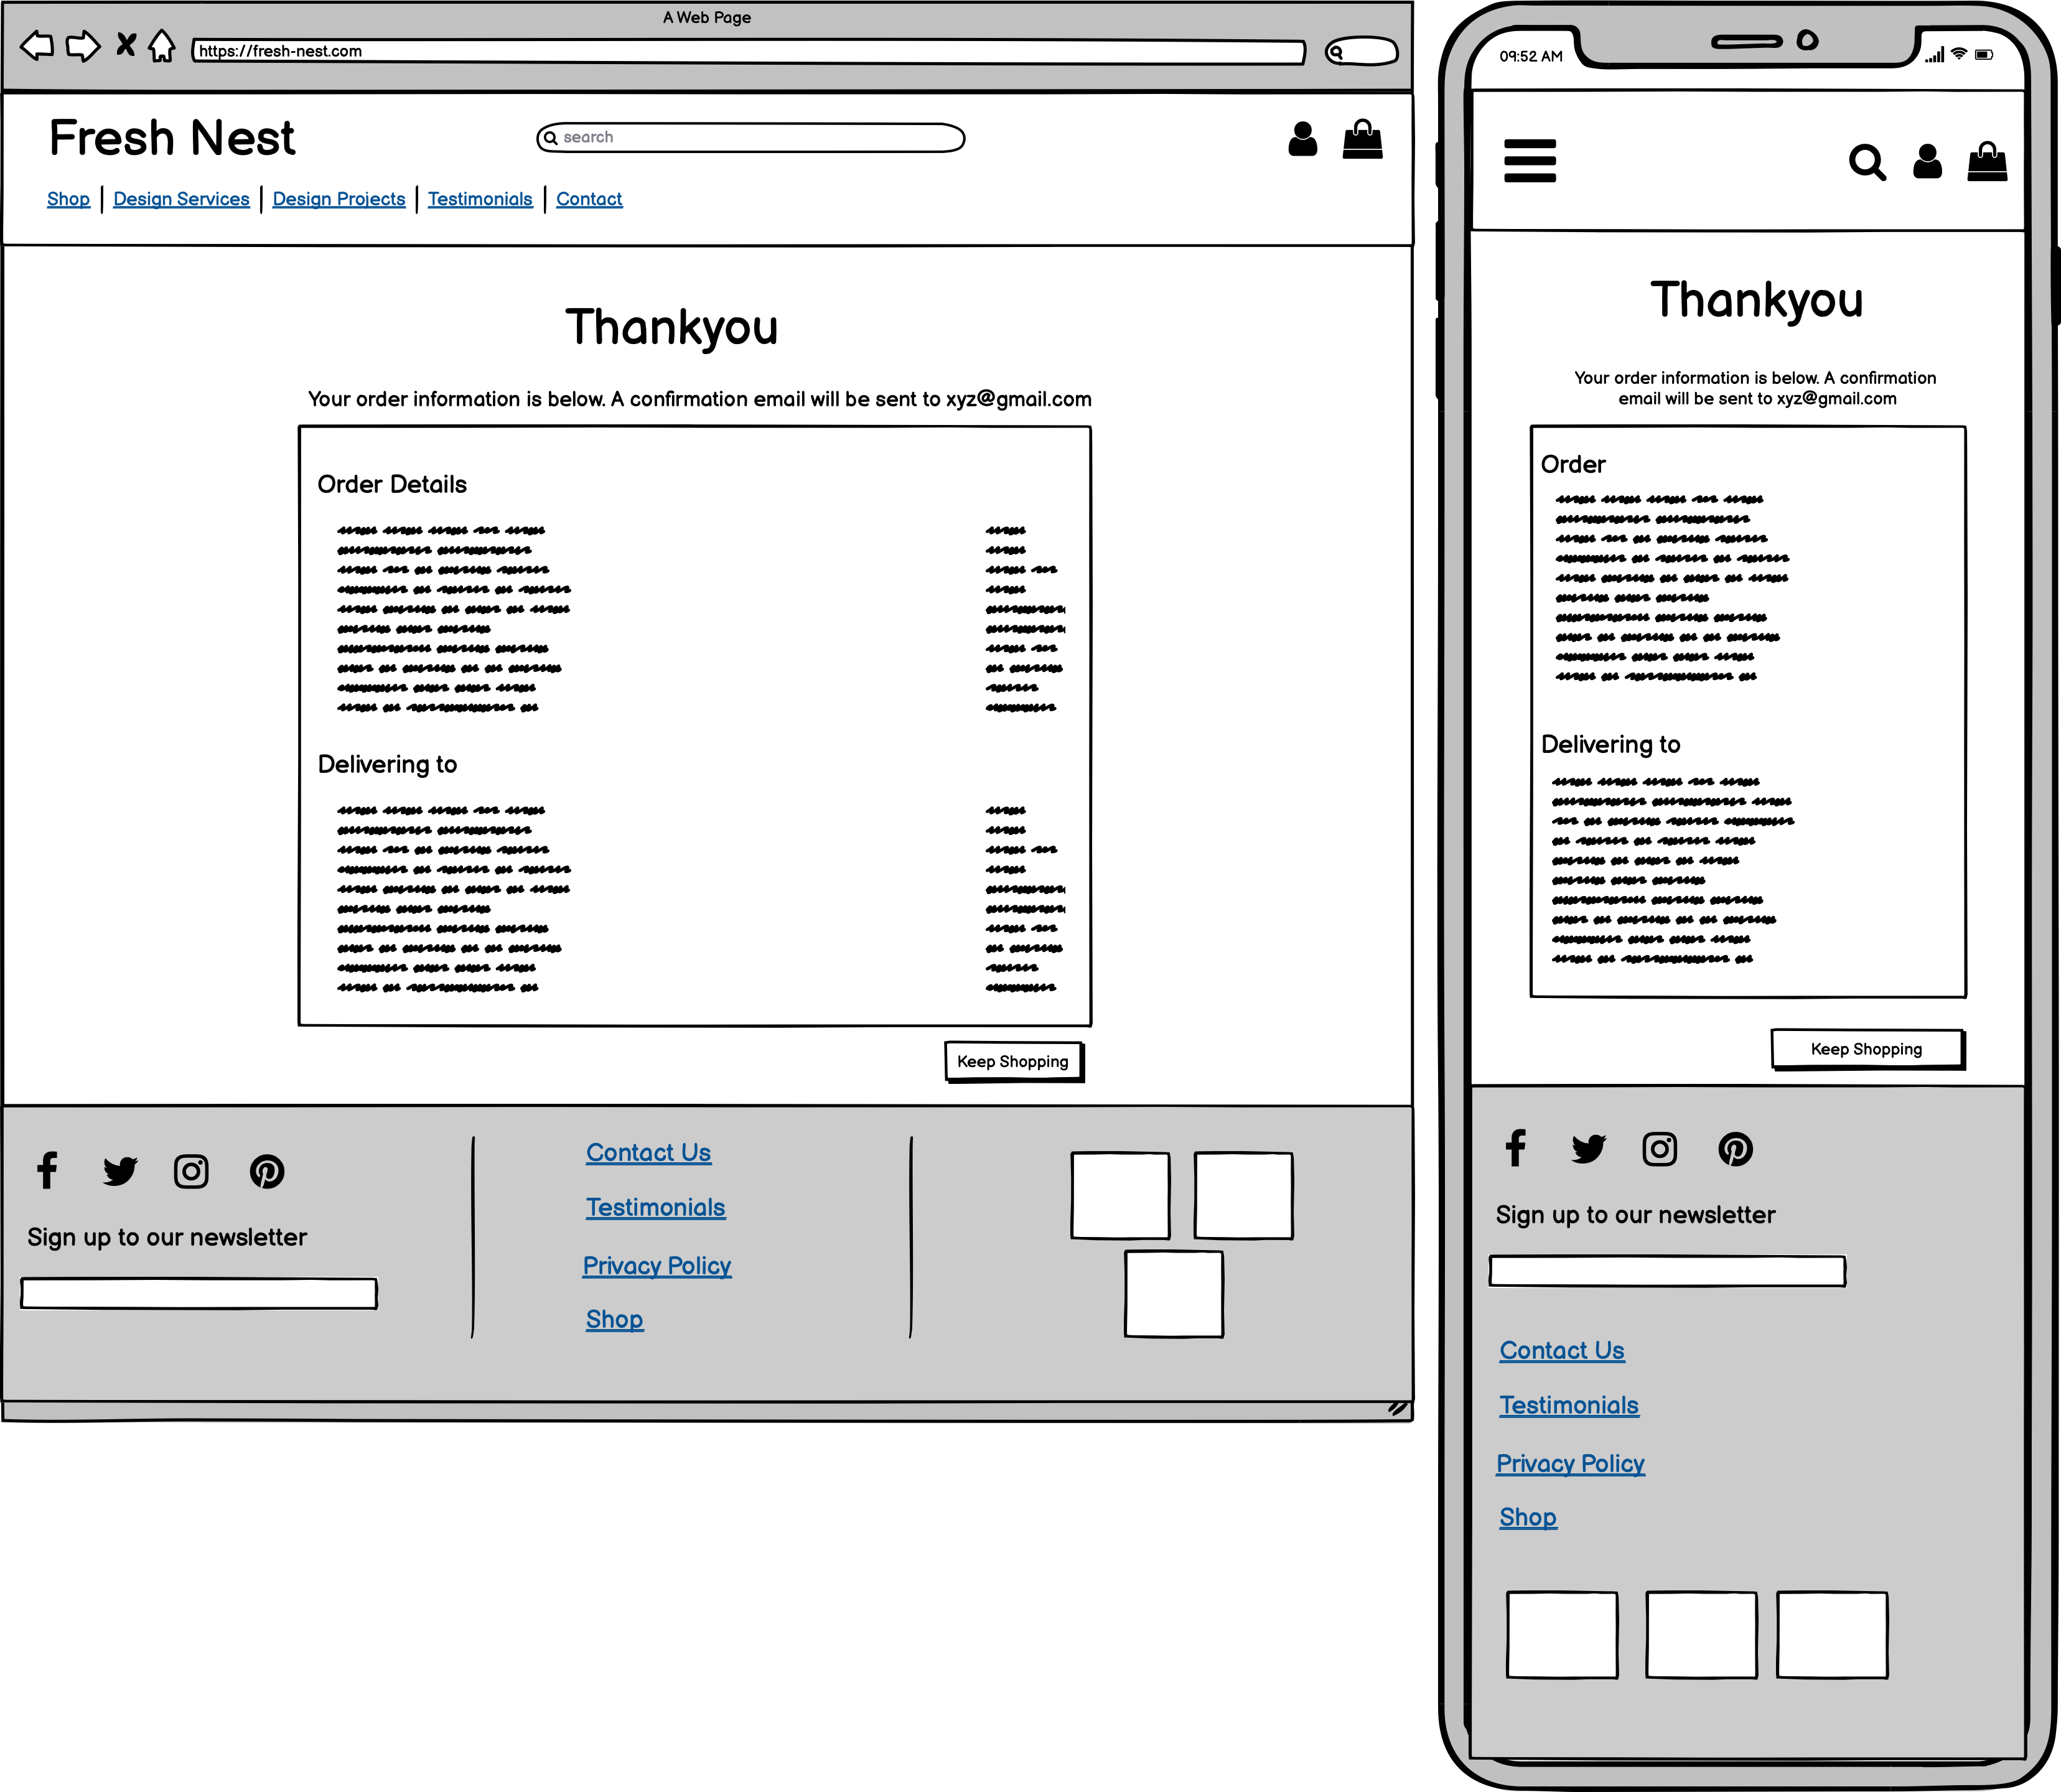 A Web Page
https://fresh-nest.com
Fresh Nest
search
Shop
Design Services
Design Projects
Testimonials
Contact
Thankyou
Your order information is below. A confirmation email will be sent to xyz@gmail.com
Order Details
Delivering to
Keep Shopping
Sign up to our newsletter
Contact Us
Testimonials
Privacy Policy
Shop
09:52 AM
Thankyou
Your order information is below. A confirmation
email will be sent to xyz@gmail.com
Order
Delivering to
Keep Shopping
Sign up to our newsletter
Contact Us
Testimonials
Privacy Policy
Shop